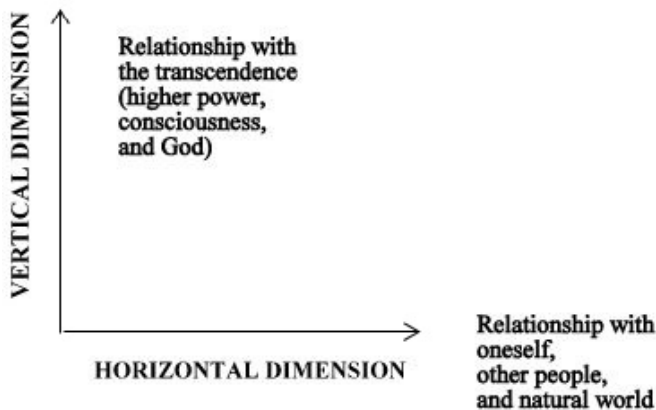 VERTICAL DIMENSION
Relationship with
the transcendence
(higher power,
consciousness,
and God)
HORIZONTAL DIMENSION
Relationship with
oneself,
other people,
and natural world